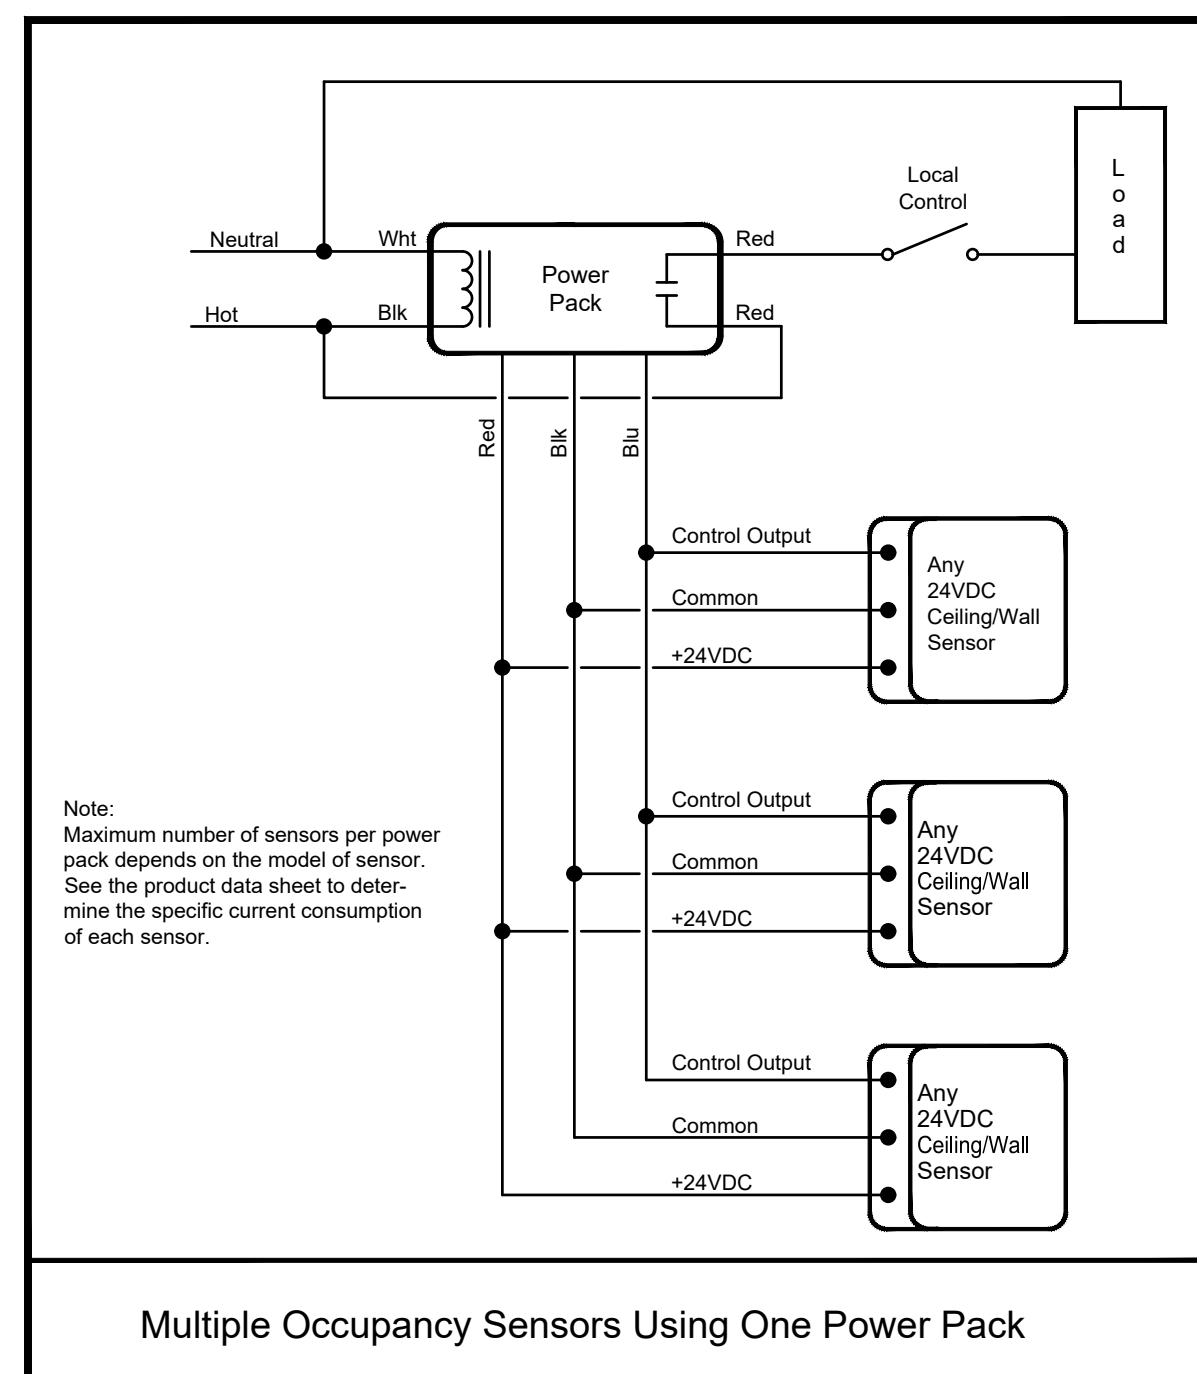 Local
Control
L
o
a
d
Neutral
Wht
Red
Power
Pack
Hot
Blk
Red
Red
Blk
Blu
Control Output
Common
+24VDC
Any
24VDC
Ceiling/Wall
Sensor
Note:
Maximum number of sensors per power
pack depends on the model of sensor.
See the product data sheet to deter-
mine the specific current consumption
of each sensor.
Control Output
Common
+24VDC
Any
24VDC
Ceiling/Wall
Sensor
Control Output
Common
+24VDC
Any
24VDC
Ceiling/Wall
Sensor
Multiple Occupancy Sensors Using One Power Pack